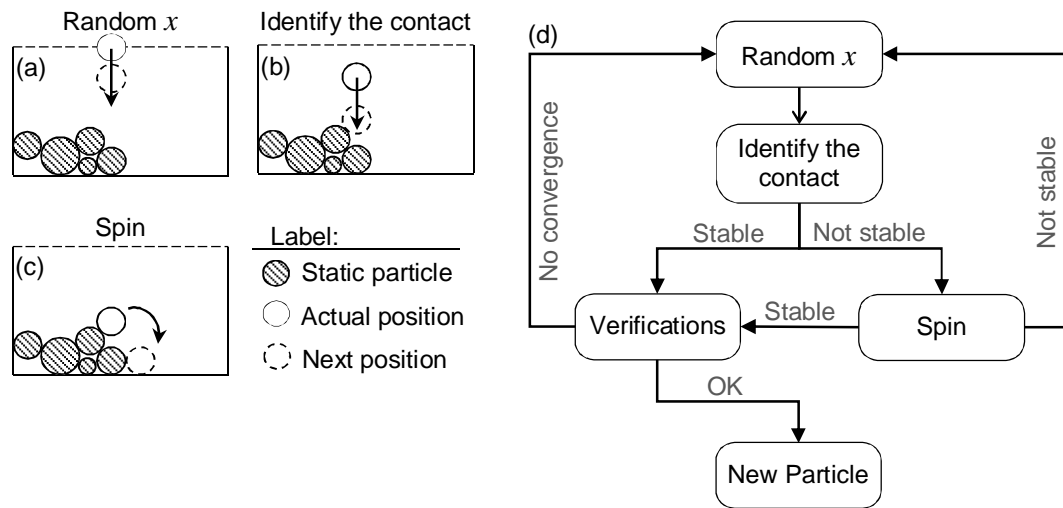 Random x
(a)
Identify the contact
(b)
Spin
(c)
Label:
Static particle
Actual position
Next position
(d)
Random x
Identify the
contact
No convergence
Stable
Not stable
Not stable
Verifications
Stable
Spin
OK
New Particle